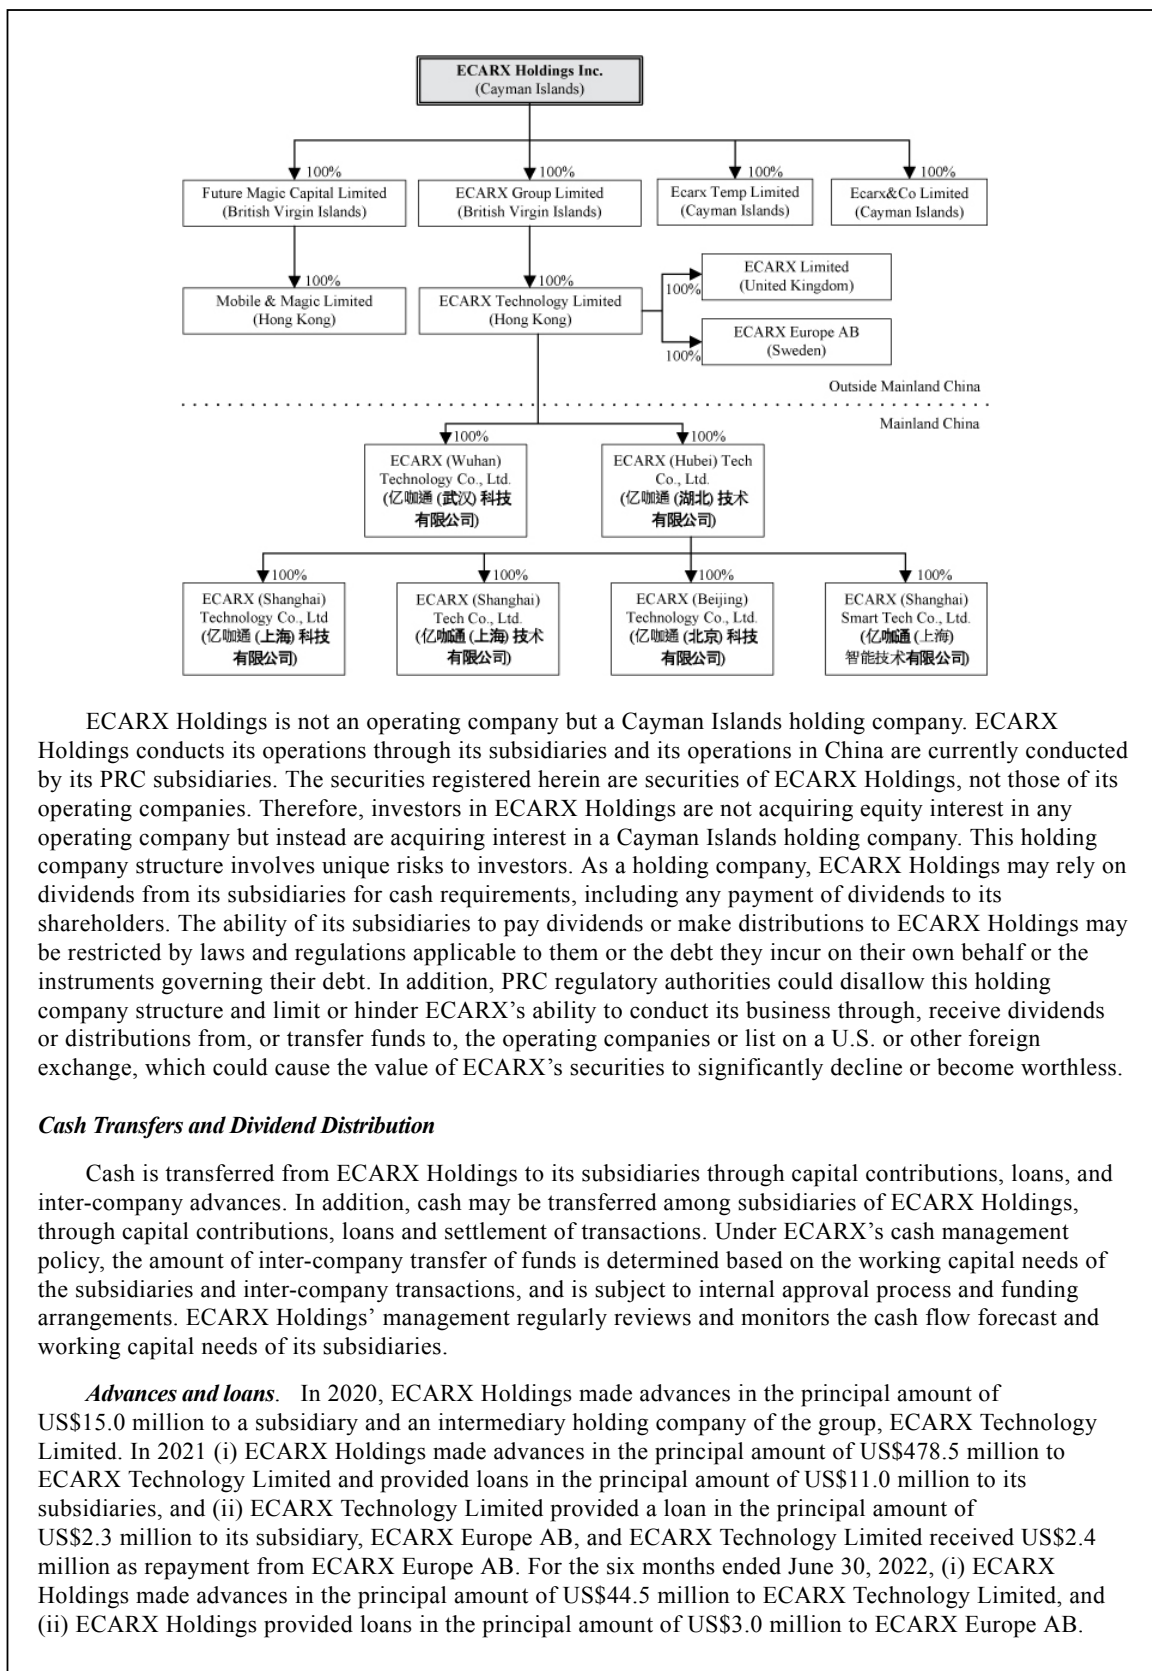 ECARX Holdings Inc.
(Cayman Islands)
100%
100%
100%
100%
Future Magic Capital Limited
(British Virgin Islands)
ECARX Group Limited
(British Virgin Islands)
Ecarx Temp Limited
(Cayman Islands)
Ecarx&Co Limited
(Cayman Islands)
100%
100%
Mobile & Magic Limited
(Hong Kong)
ECARX Technology Limited
(Hong Kong)
100%
ECARX Limited
(United Kingdom)
100%
ECARX Europe AB
(Sweden)
Outside Mainland China
Mainland China
100%
100%
ECARX (Wuhan)
Technology Co., Ltd.
(亿咖通 (武汉) 科技
有限公司)
ECARX (Hubei) Tech
Co., Ltd.
(亿咖通 (湖北) 技术
有限公司)
100%
100%
100%
100%
ECARX (Shanghai)
Technology Co., Ltd
(亿咖通 (上海) 科技
有限公司)
ECARX (Shanghai)
Tech Co., Ltd.
(亿咖通 (上海) 技术
有限公司)
ECARX (Beijing)
Technology Co., Ltd.
(亿咖通 (北京) 科技
有限公司)
ECARX (Shanghai)
Smart Tech Co., Ltd.
(亿咖通 (上海)
智能技术有限公司)
ECARX Holdings is not an operating company but a Cayman Islands holding company. ECARX
Holdings conducts its operations through its subsidiaries and its operations in China are currently conducted
by its PRC subsidiaries. The securities registered herein are securities of ECARX Holdings, not those of its
operating companies. Therefore, investors in ECARX Holdings are not acquiring equity interest in any
operating company but instead are acquiring interest in a Cayman Islands holding company. This holding
company structure involves unique risks to investors. As a holding company, ECARX Holdings may rely on
dividends from its subsidiaries for cash requirements, including any payment of dividends to its
shareholders. The ability of its subsidiaries to pay dividends or make distributions to ECARX Holdings may
be restricted by laws and regulations applicable to them or the debt they incur on their own behalf or the
instruments governing their debt. In addition, PRC regulatory authorities could disallow this holding
company structure and limit or hinder ECARX’s ability to conduct its business through, receive dividends
or distributions from, or transfer funds to, the operating companies or list on a U.S. or other foreign
exchange, which could cause the value of ECARX’s securities to significantly decline or become worthless.
Cash Transfers and Dividend Distribution
Cash is transferred from ECARX Holdings to its subsidiaries through capital contributions, loans, and
inter-company advances. In addition, cash may be transferred among subsidiaries of ECARX Holdings,
through capital contributions, loans and settlement of transactions. Under ECARX’s cash management
policy, the amount of inter-company transfer of funds is determined based on the working capital needs of
the subsidiaries and inter-company transactions, and is subject to internal approval process and funding
arrangements. ECARX Holdings’ management regularly reviews and monitors the cash flow forecast and
working capital needs of its subsidiaries.
Advances and loans. In 2020, ECARX Holdings made advances in the principal amount of
US$15.0 million to a subsidiary and an intermediary holding company of the group, ECARX Technology
Limited. In 2021 (i) ECARX Holdings made advances in the principal amount of US$478.5 million to
ECARX Technology Limited and provided loans in the principal amount of US$11.0 million to its
subsidiaries, and (ii) ECARX Technology Limited provided a loan in the principal amount of
US$2.3 million to its subsidiary, ECARX Europe AB, and ECARX Technology Limited received US$2.4
million as repayment from ECARX Europe AB. For the six months ended June 30, 2022, (i) ECARX
Holdings made advances in the principal amount of US$44.5 million to ECARX Technology Limited, and
(ii) ECARX Holdings provided loans in the principal amount of US$3.0 million to ECARX Europe AB.